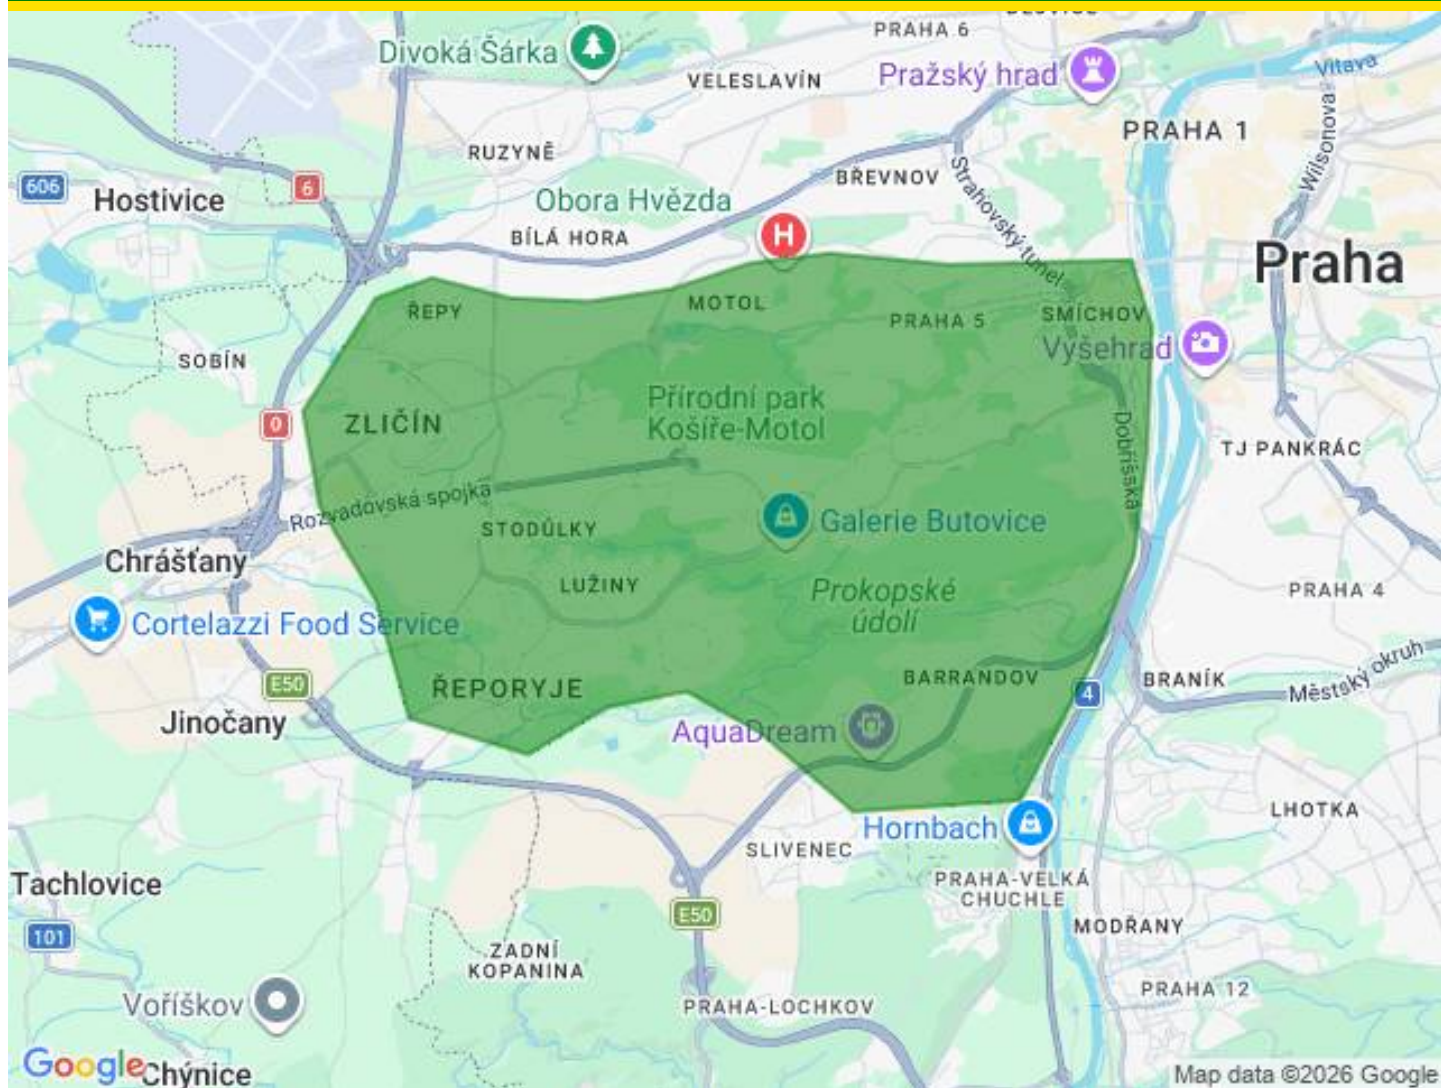 PRAHA 6
Divoká Šárka
VELESLAVÍN
Pražský hrad
Vltava
PRAHA 1
Wilsonova
RUZYNĚ
606
Hostivice
6
Obora Hvězda
BŘEVNOV
Strahovský tunel
BÍLÁ HORA
H
Praha
ŘEPY
MOTOL
PRAHA 5
SMÍCHOV
SOBÍN
Vyšehrad
Přírodní park
Košíře-Motol
0
ZLIČÍN
Dobříšská
TJ PANKRÁC
Rozvadovská spojka
STODŮLKY
Galerie Butovice
Chrášťany
LUŽINY
Prokopské
údolí
PRAHA 4
Cortelazzi Food Service
E50
ŘEPORYJE
BARRANDOV
4
BRANÍK
Městský okruh
Jinočany
AquaDream
LHOTKA
Hornbach
SLIVENEC
Tachlovice
PRAHA-VELKÁ
CHUCHLE
E50
101
MODŘANY
ZADNÍ
KOPANINA
PRAHA 12
Voříškov
PRAHA-LOCHKOV
Google
Chýnice
Map data ©2026 Google